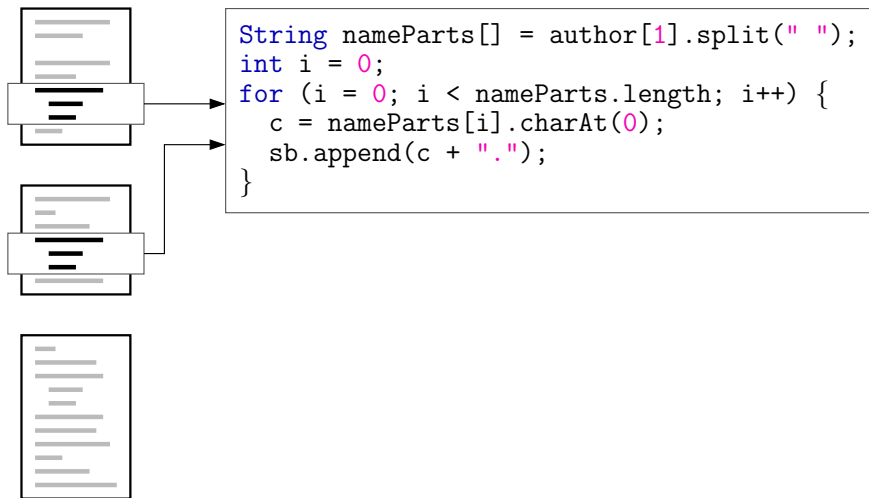 String nameParts[] = author[1].split(" ");
int i = 0;
for (i = 0; i < nameParts.length; i++) {
  c = nameParts[i].charAt(0);
  sb.append(c + ".");
}